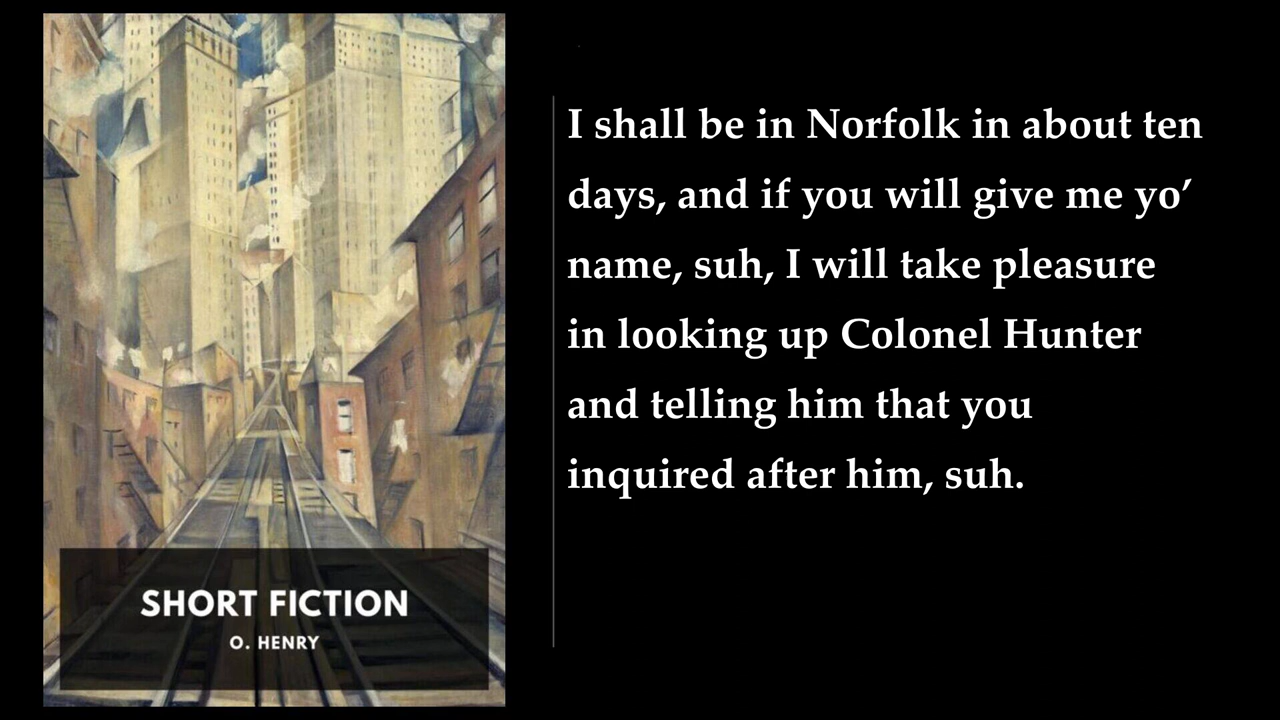 SHORT FICTION
O. HENRY
I shall be in Norfolk in about ten
days, and if you will give me yo’
name, suh, I will take pleasure
in looking up Colonel Hunter
and telling him that you
inquired after him, suh.